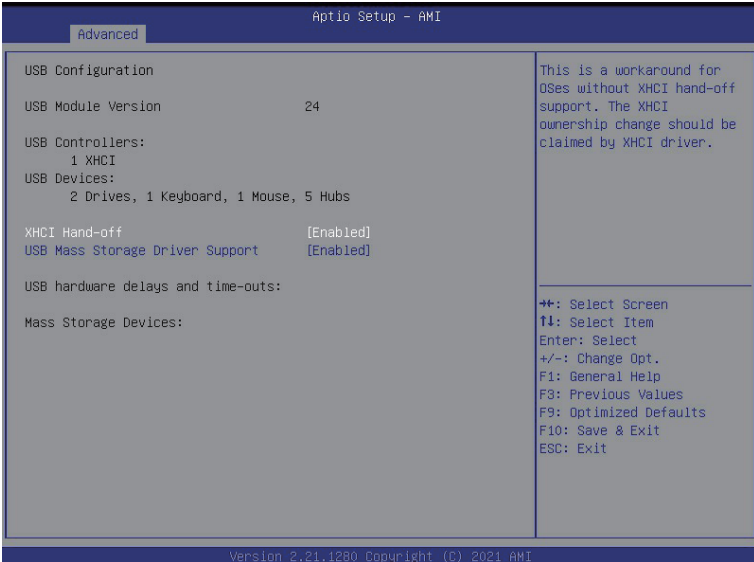 Aptio Setup – AMI
Advanced
USB Configuration
USB Module Version 24
USB Controllers:
1 XHCI
USB Devices:
2 Drives, 1 Keyboard, 1 Mouse, 5 Hubs
XHCI Hand-off [Enabled]
USB Mass Storage Driver Support [Enabled]
USB hardware delays and time-outs:
Mass Storage Devices:
This is a workaround for
OSes without XHCI hand-off
support. The XHCI
ownership change should be
claimed by XHCI driver.
→←: Select Screen
↑↓: Select Item
Enter: Select
+/-: Change Opt.
F1: General Help
F3: Previous Values
F9: Optimized Defaults
F10: Save & Exit
ESC: Exit
Version 2.21.1280 Copyright (C) 2021 AMI